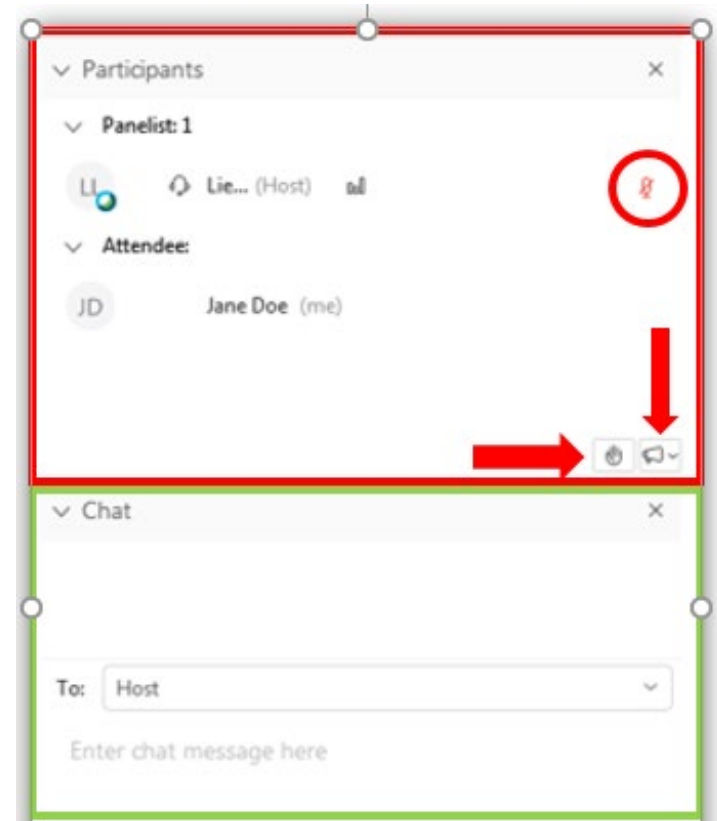 Participants
Panelist: 1
LL Lie... (Host)
Attendee:
JD Jane Doe (me)
Chat
To: Host
Enter chat message here